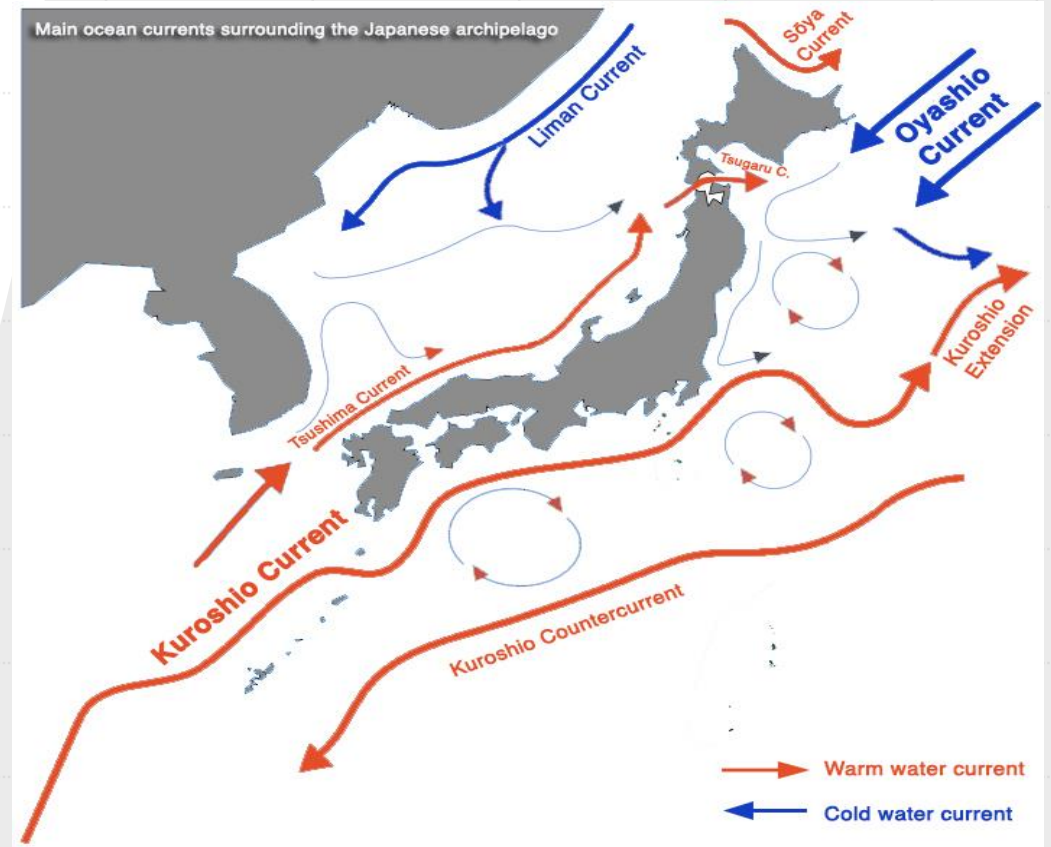 Main ocean currents surrounding the Japanese archipelago
Sōya
Current
Liman Current
Oyashio
Current
Tsugaru C.
Kuroshio
Extension
Tsushima Current
Kuroshio Current
Kuroshio Countercurrent
Warm water current
Cold water current